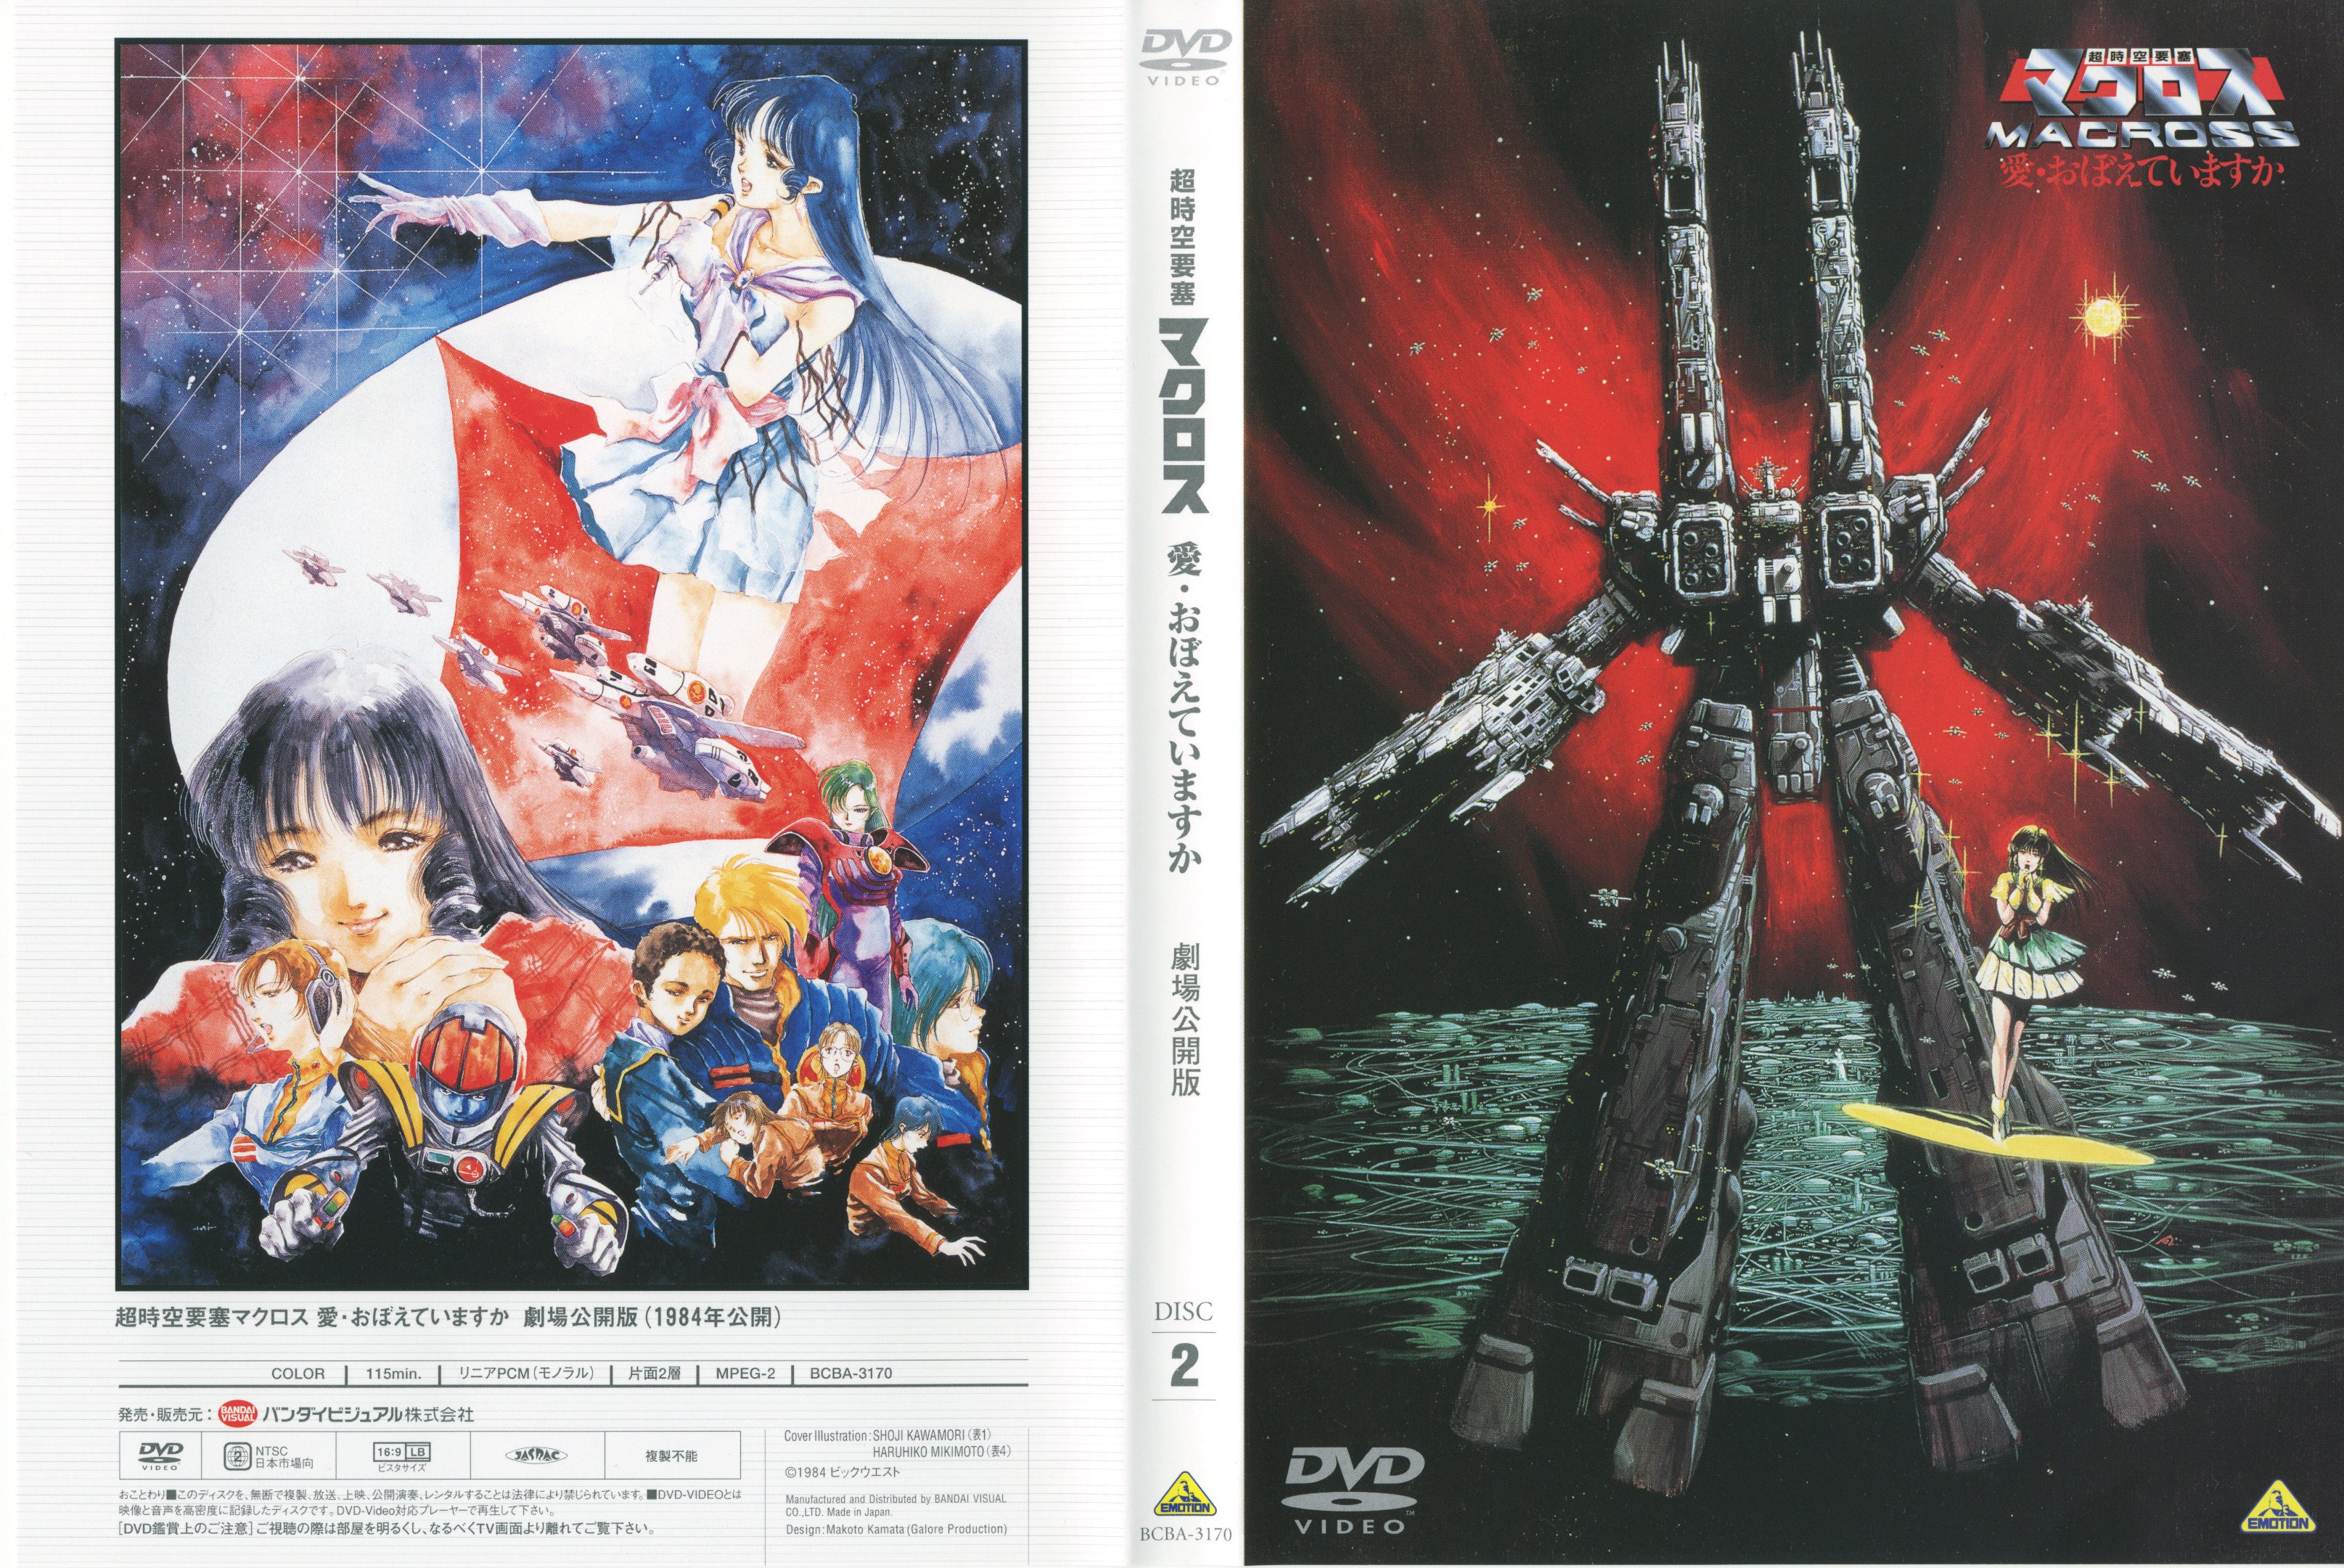 超時空要塞マクロス 愛・おぼえていますか 劇場公開版(1984年公開)
COLOR
115min.
リニアPCM(モノラル)
片面2層
MPEG-2
BCBA-3170
発売・販売元:
BANDAI VISUAL
バンダイビジュアル株式会社
DVD VIDEO
2
NTSC
日本市場向
16:9 LB
ビスタサイズ
JASRAC
複製不能
おことわり■このディスクを、無断で複製、放送、上映、公開演奏、レンタルすることは法律により禁じられています。■DVD-VIDEOとは
映像と音声を高密度に記録したディスクです。DVD-Video対応プレーヤーで再生して下さい。
[DVD鑑賞上のご注意]ご視聴の際は部屋を明るくし、なるべくTV画面より離れてご覧下さい。
Cover Illustration:SHOJI KAWAMORI(表1)
HARUHIKO MIKIMOTO(表4)
©1984 ビックウエスト
Manufactured and Distributed by BANDAI VISUAL
CO.,LTD. Made in Japan.
Design:Makoto Kamata(Galore Production)
DVD
VIDEO
超時空要塞 マクロス 愛・おぼえていますか 劇場公開版
DISC
2
EMOTION
BCBA-3170
超時空要塞
マクロス
MACROSS
愛・おぼえていますか
DVD
VIDEO
EMOTION